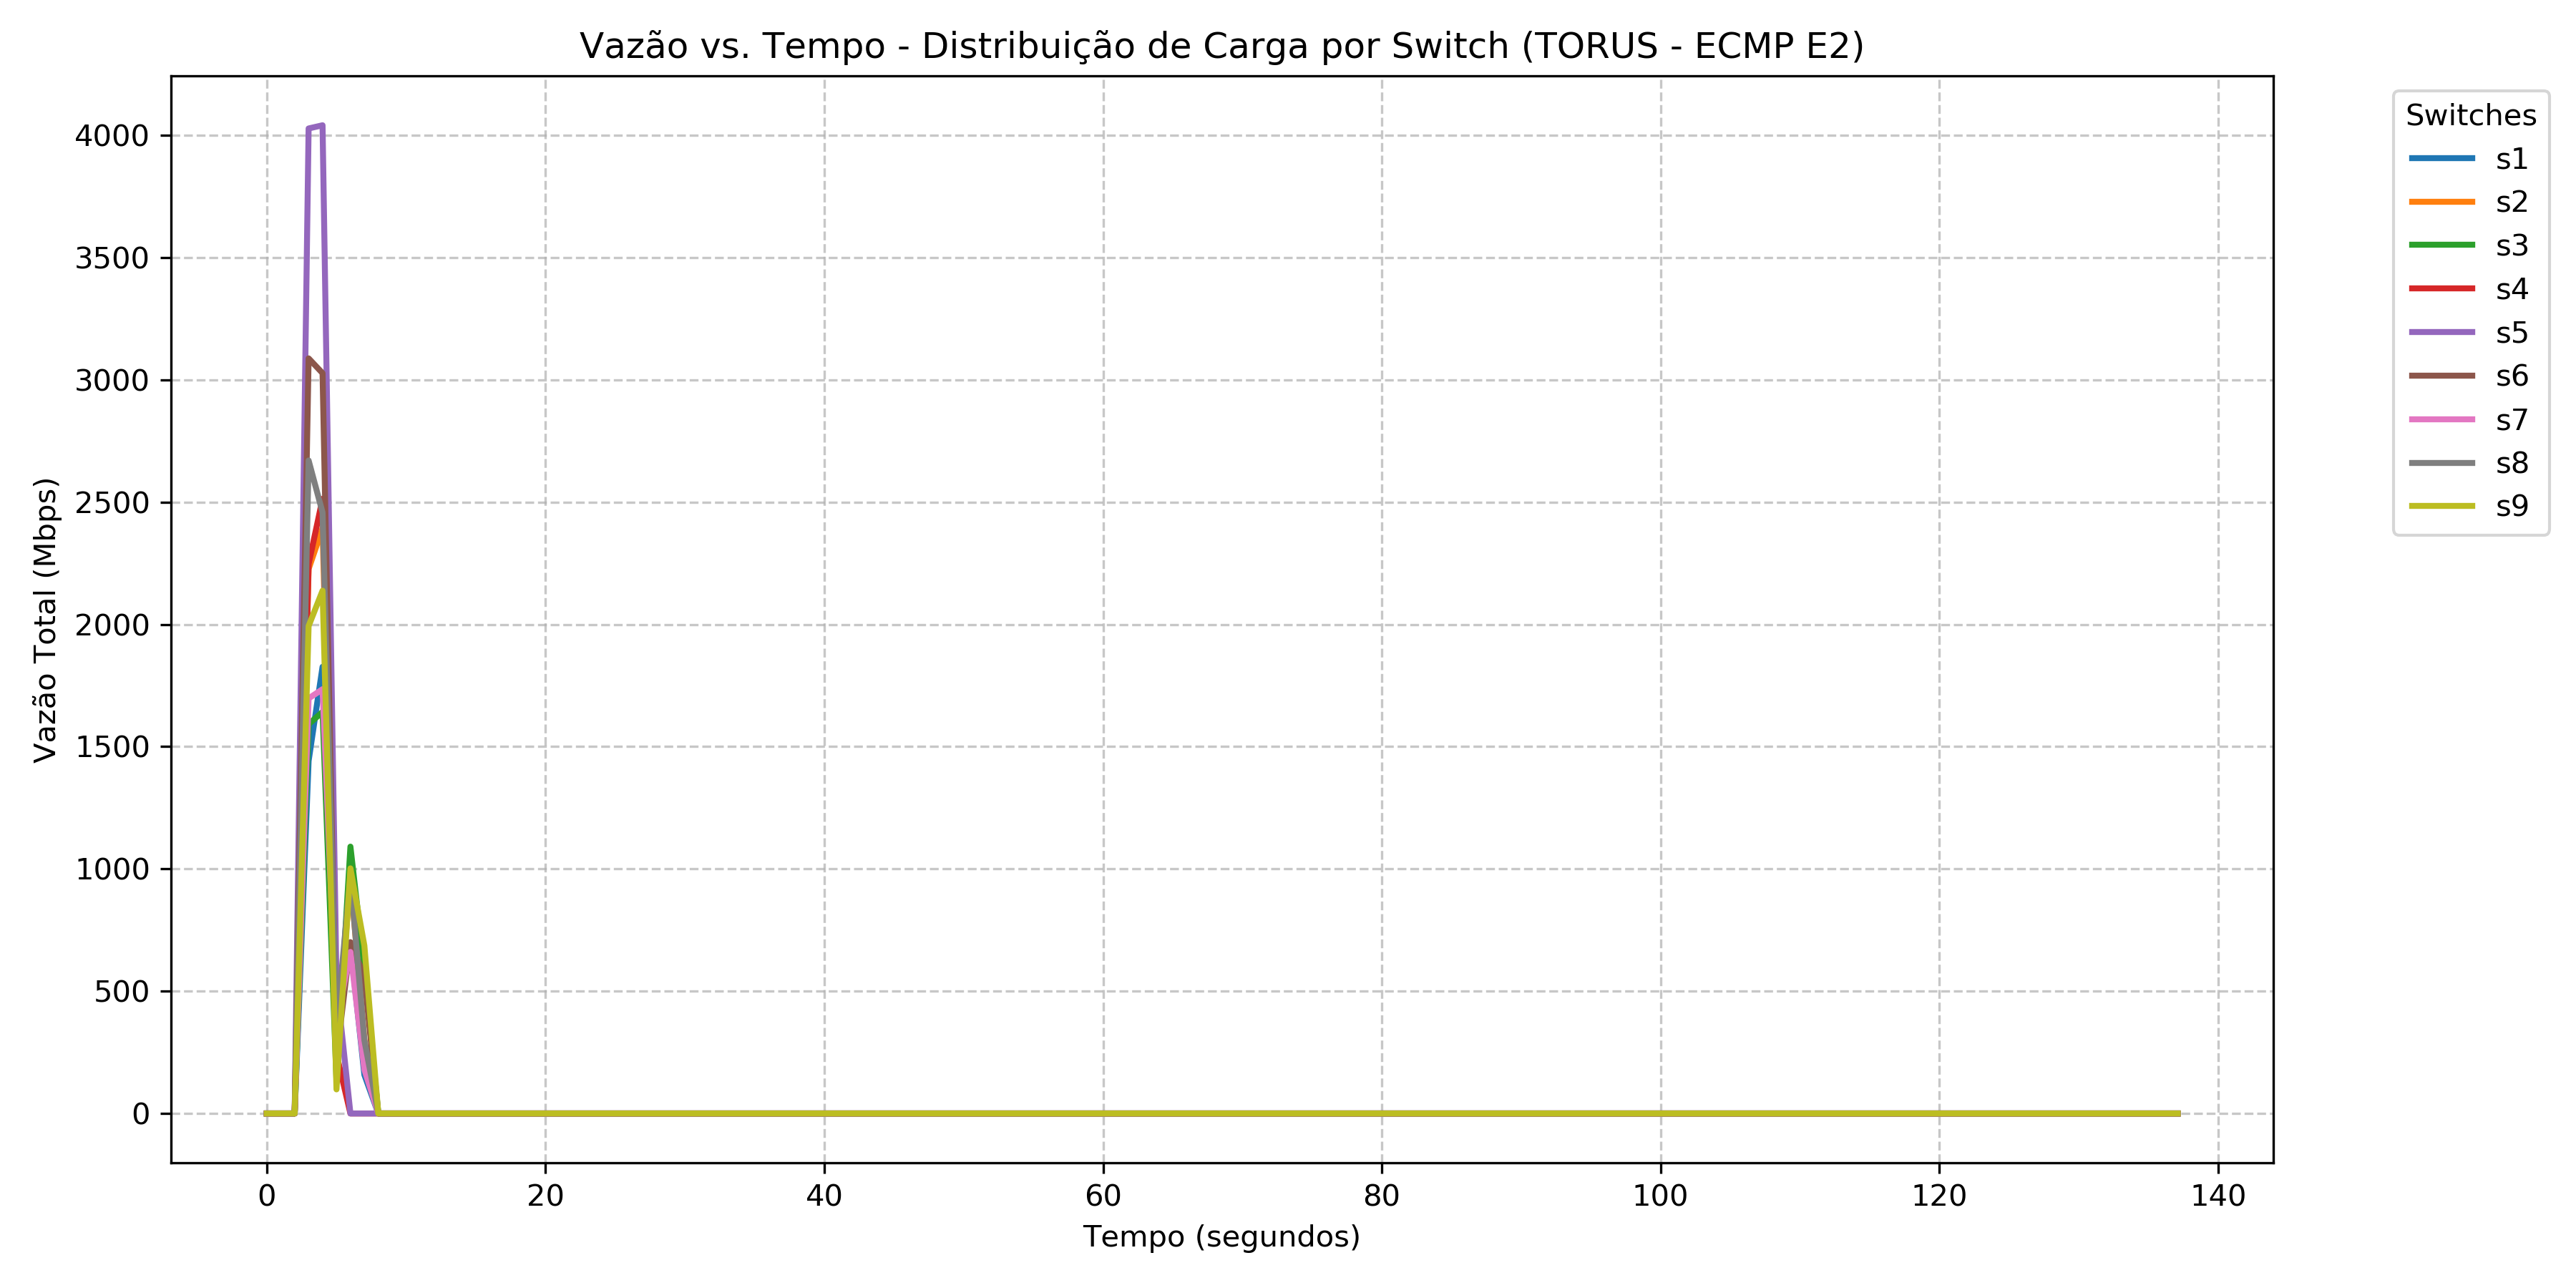 Vazão vs. Tempo - Distribuição de Carga por Switch (TORUS - ECMP E2)
Vazão Total (Mbps)
4000
3500
3000
2500
2000
1500
1000
500
0
0 20 40 60 80 100 120 140
Tempo (segundos)
Switches
s1
s2
s3
s4
s5
s6
s7
s8
s9